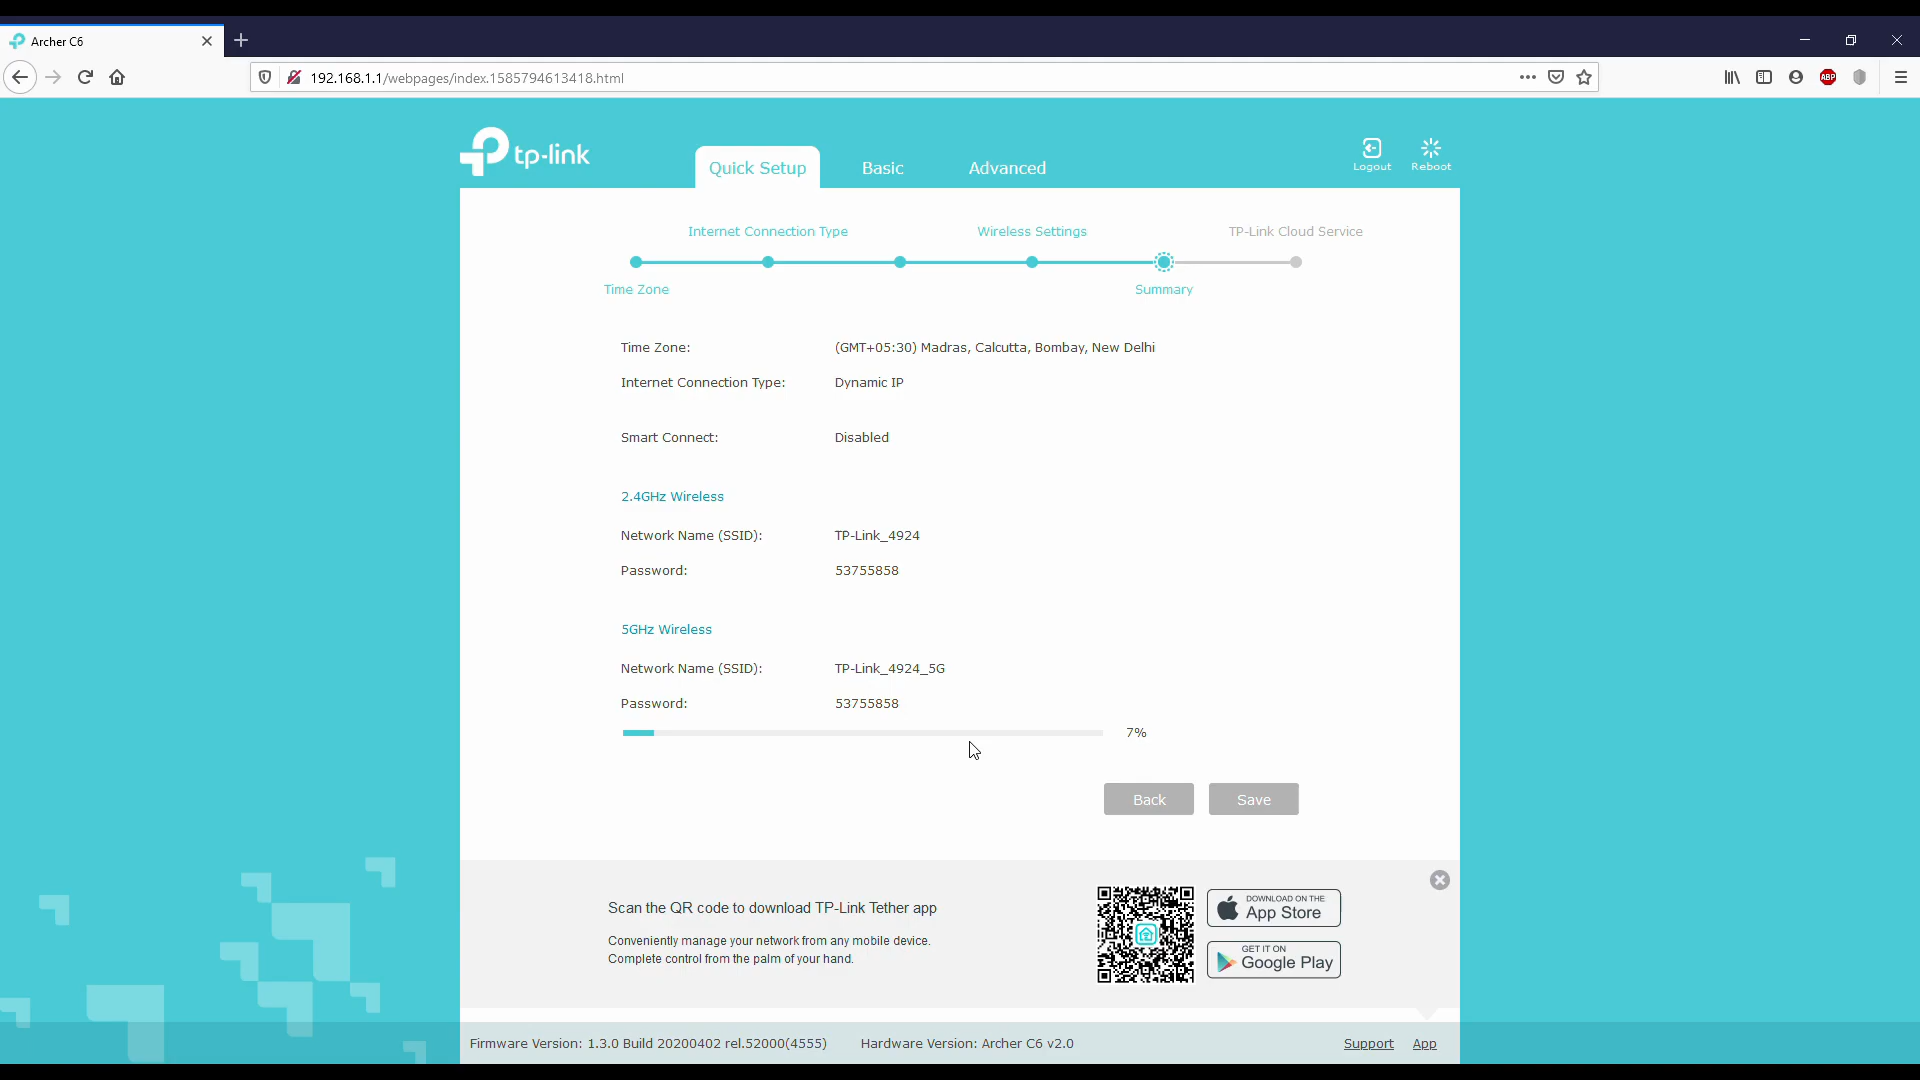 Archer C6
192.168.1.1/webpages/index.1585794613418.html
ABP
tp-link
Quick Setup
Basic
Advanced
Logout
Reboot
Internet Connection Type
Wireless Settings
TP-Link Cloud Service
Time Zone
Summary
Time Zone: (GMT+05:30) Madras, Calcutta, Bombay, New Delhi
Internet Connection Type: Dynamic IP
Smart Connect: Disabled
2.4GHz Wireless
Network Name (SSID): TP-Link_4924
Password: 53755858
5GHz Wireless
Network Name (SSID): TP-Link_4924_5G
Password: 53755858
7%
Back
Save
Scan the QR code to download TP-Link Tether app
Conveniently manage your network from any mobile device.
Complete control from the palm of your hand.
DOWNLOAD ON THE
App Store
GET IT ON
Google Play
Firmware Version: 1.3.0 Build 20200402 rel.52000(4555)
Hardware Version: Archer C6 v2.0
Support
App